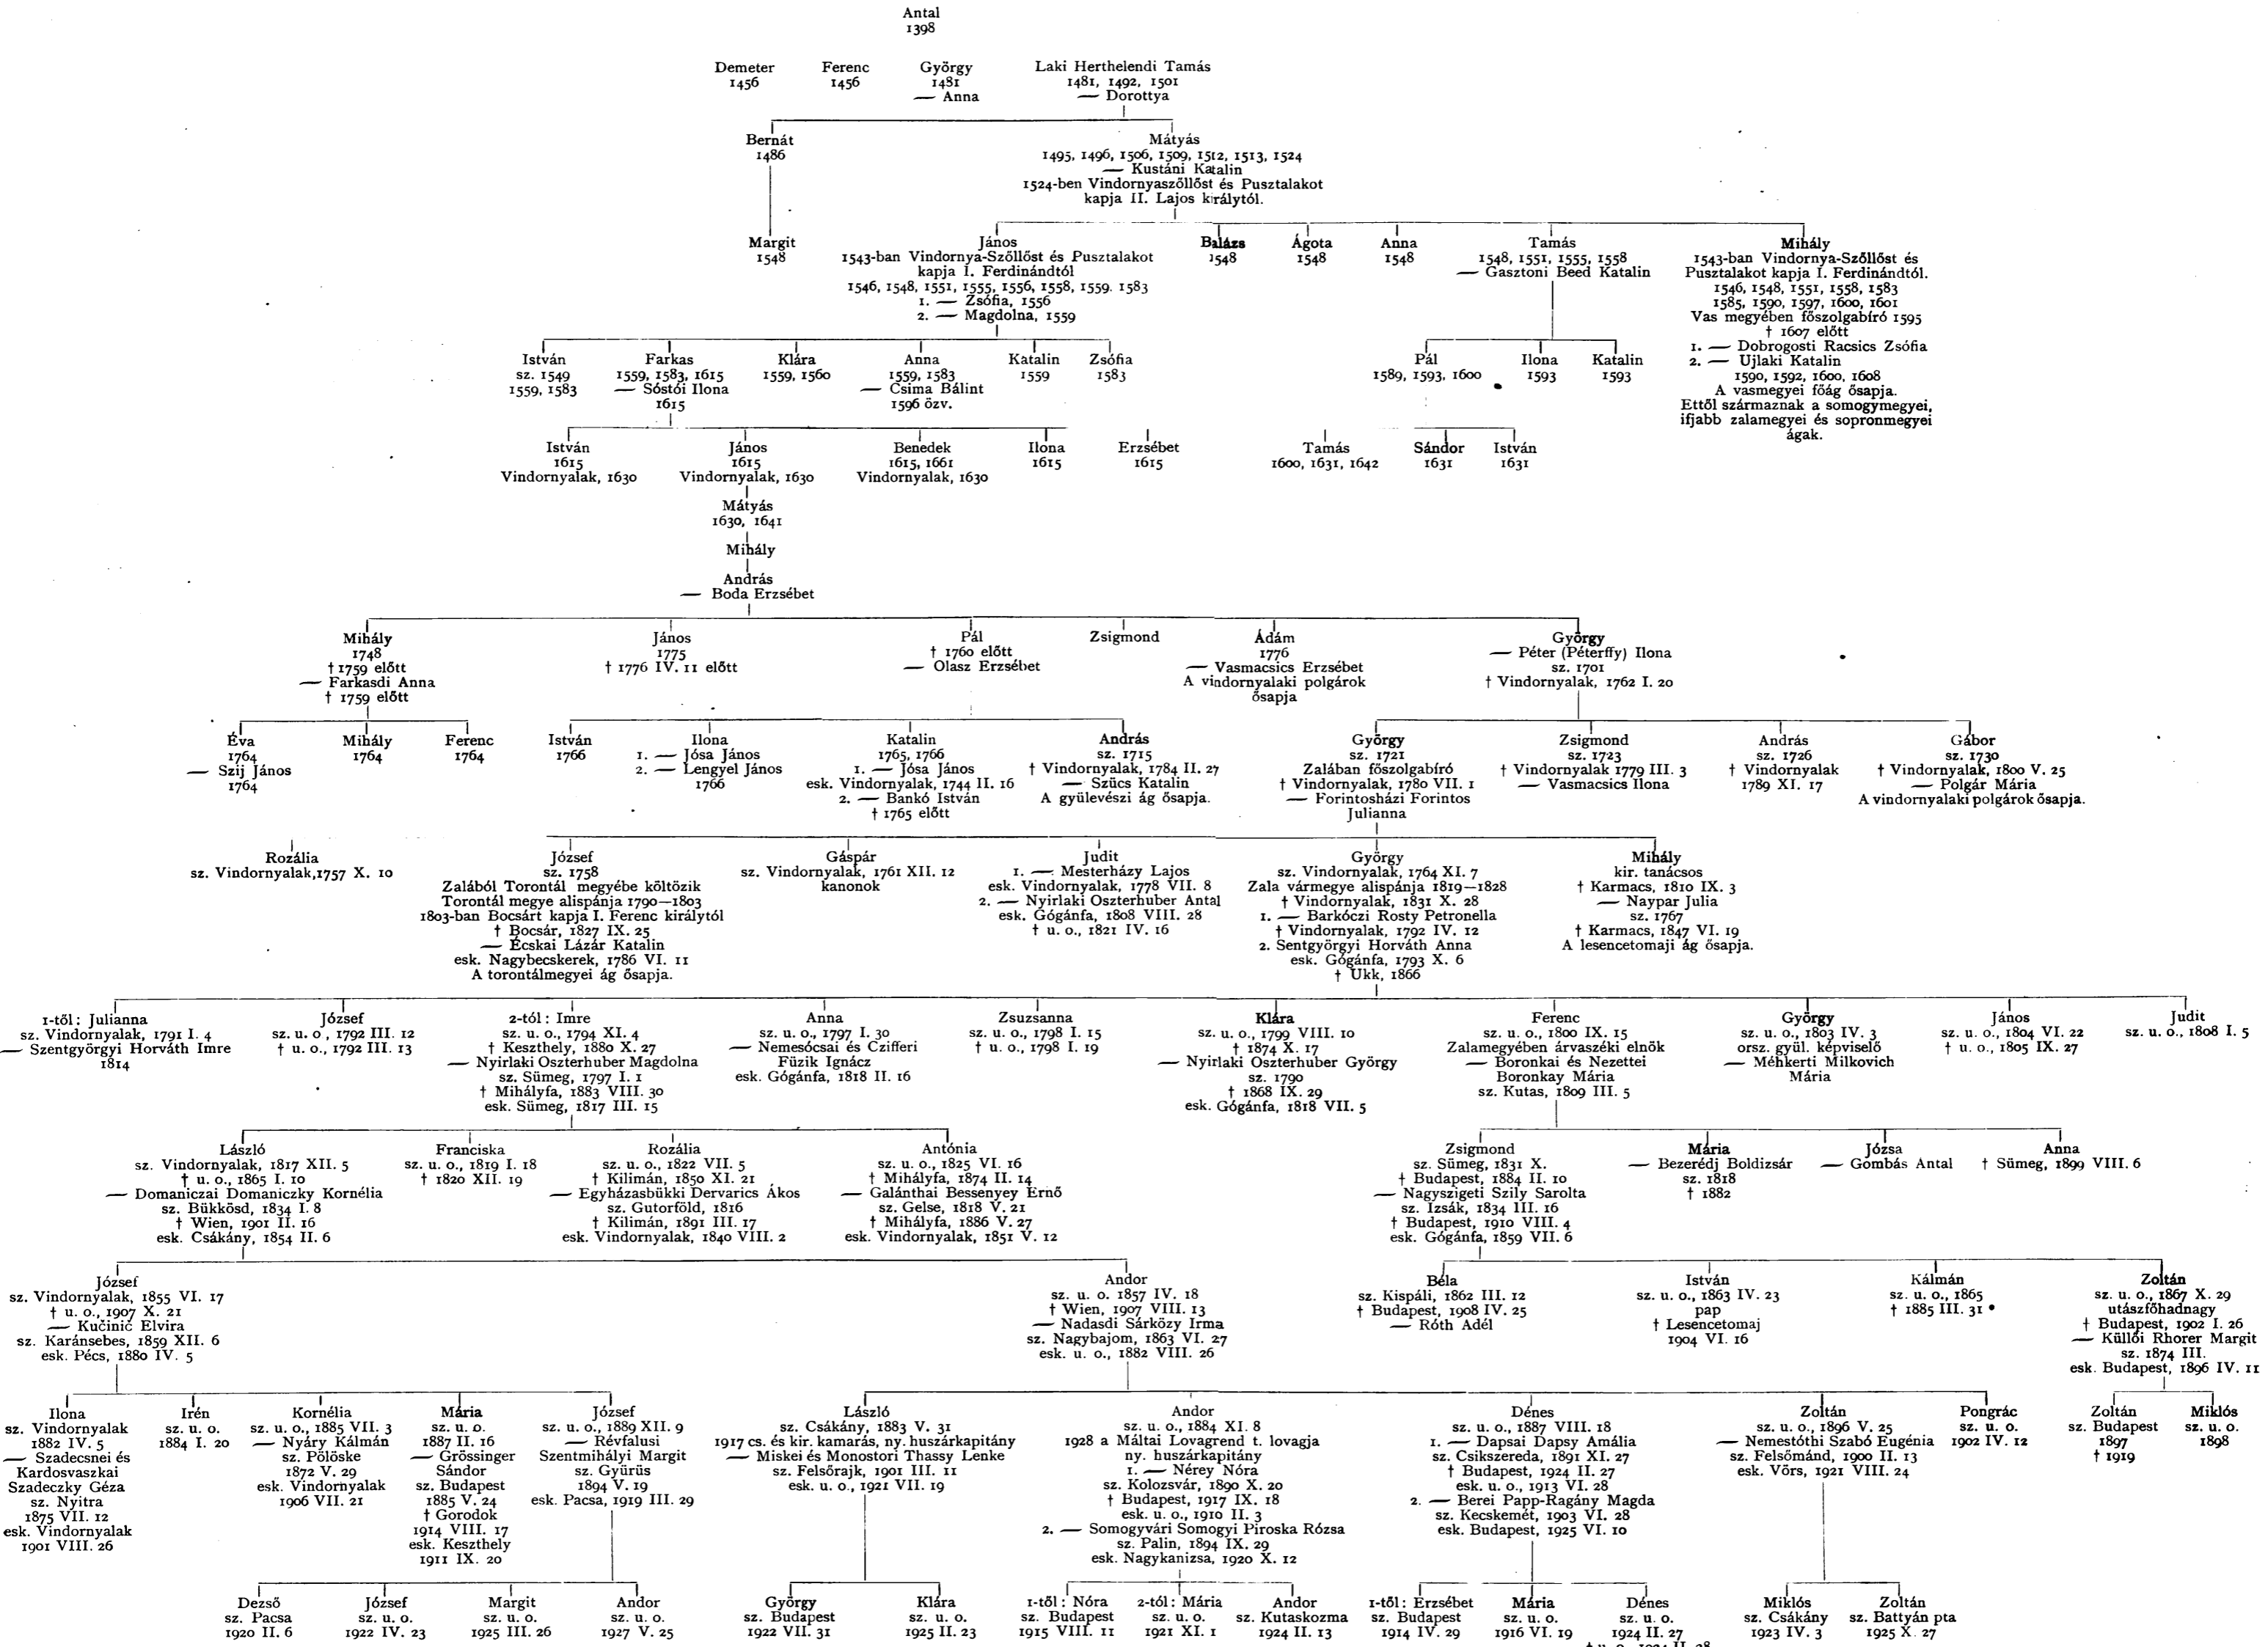 Antal
1398
Demeter
1456
Ferenc
1456
György
1481
— Anna
Laki Herthelendi Tamás
1481, 1492, 1501
— Dorottya
Bernát
1486
Mátyás
1495, 1496, 1506, 1509, 1512, 1513, 1524
— Kustáni Katalin
1524-ben Vindornyaszőllőst és Pusztalakot
kapja II. Lajos királytól.
Margit
1548
János
1543-ban Vindornya-Szőllőst és Pusztalakot
kapja I. Ferdinándtól
1546, 1548, 1551, 1555, 1556, 1558, 1559. 1583
1. — Zsófia, 1556
2. — Magdolna, 1559
Balázs
1548
Ágota
1548
Anna
1548
Tamás
1548, 1551, 1555, 1558
— Gasztoni Beed Katalin
Mihály
1543-ban Vindornya-Szőllőst és
Pusztalakot kapja I. Ferdinándtól.
1546, 1548, 1551, 1558, 1583
1585, 1590, 1597, 1600, 1601
Vas megyében főszolgabíró 1595
† 1607 előtt
1. — Dobrogosti Racsics Zsófia
2. — Ujlaki Katalin
1590, 1592, 1600, 1608
A vasmegyei főág ősapja.
Ettől származnak a somogymegyei,
ifjabb zalamegyei és sopronmegyei
ágak.
István
sz. 1549
1559, 1583
Farkas
1559, 1583, 1615
— Sóstói Ilona
1615
Klára
1559, 1560
Anna
1559, 1583
— Csima Bálint
1596 özv.
Katalin
1559
Zsófia
1583
Pál
1589, 1593, 1600
Ilona
1593
Katalin
1593
István
1615
Vindornyalak, 1630
János
1615
Vindornyalak, 1630
Benedek
1615, 1661
Vindornyalak, 1630
Ilona
1615
Erzsébet
1615
Tamás
1600, 1631, 1642
Sándor
1631
István
1631
Mátyás
1630, 1641
Mihály
András
— Boda Erzsébet
Mihály
1748
† 1759 előtt
— Farkasdi Anna
† 1759 előtt
János
1775
† 1776 IV. 11 előtt
Pál
† 1760 előtt
— Olasz Erzsébet
Zsigmond
Ádám
1776
— Vasmacsics Erzsébet
A vindornyalaki polgárok
ősapja
György
— Péter (Péterffy) Ilona
sz. 1701
† Vindornyalak, 1762 I. 20
Éva
1764
— Szij János
1764
Mihály
1764
Ferenc
1764
István
1766
Ilona
1. — Jósa János
2. — Lengyel János
1766
Katalin
1765, 1766
1. — Jósa János
esk. Vindornyalak, 1744 II. 16
2. — Bankó István
† 1765 előtt
András
sz. 1715
† Vindornyalak, 1784 II. 27
— Szücs Katalin
A gyülevészi ág ősapja.
György
sz. 1721
Zalában főszolgabíró
† Vindornyalak, 1780 VII. 1
— Forintosházi Forintos
Julianna
Zsigmond
sz. 1723
† Vindornyalak 1779 III. 3
— Vasmacsics Ilona
András
sz. 1726
† Vindornyalak
1789 XI. 17
Gábor
sz. 1730
† Vindornyalak, 1800 V. 25
— Polgár Mária
A vindornyalaki polgárok ősapja.
Rozália
sz. Vindornyalak, 1757 X. 10
József
sz. 1758
Zalából Torontál megyébe költözik
Torontál megye alispánja 1790—1803
1803-ban Bocsárt kapja I. Ferenc királytól
† Bocsár, 1827 IX. 25
— Écskai Lázár Katalin
esk. Nagybecskerek, 1786 VI. 11
A torontálmegyei ág ősapja.
Gáspár
sz. Vindornyalak, 1761 XII. 12
kanonok
Judit
1. — Mesterházy Lajos
esk. Vindornyalak, 1778 VII. 8
2. — Nyirlaki Oszterhuber Antal
esk. Gógánfa, 1808 VIII. 28
† u. o., 1821 IV. 16
György
sz. Vindornyalak, 1764 XI. 7
Zala vármegye alispánja 1819—1828
† Vindornyalak, 1831 X. 28
1. — Barkóczi Rosty Petronella
† Vindornyalak, 1792 IV. 12
2. Sentgyörgyi Horváth Anna
esk. Gógánfa, 1793 X. 6
† Ukk, 1866
Mihály
kir. tanácsos
† Karmacs, 1810 IX. 3
— Naypar Julia
sz. 1767
† Karmacs, 1847 VI. 19
A lesencetomaji ág ősapja.
1-től: Julianna
sz. Vindornyalak, 1791 I. 4
— Szentgyörgyi Horváth Imre
1814
József
sz. u. o, 1792 III. 12
† u. o., 1792 III. 13
2-tól: Imre
sz. u. o., 1794 XI. 4
† Keszthely, 1880 X. 27
— Nyirlaki Oszterhuber Magdolna
sz. Sümeg, 1797 I. 1
† Mihályfa, 1883 VIII. 30
esk. Sümeg, 1817 III. 15
Anna
sz. u. o., 1797 I. 30
— Nemesócsai és Czifferi
Füzik Ignácz
esk. Gógánfa, 1818 II. 16
Zsuzsanna
sz. u. o., 1798 I. 15
† u. o., 1798 I. 19
Klára
sz. u. o., 1799 VIII. 10
† 1874 X. 17
— Nyirlaki Oszterhuber György
sz. 1790
† 1868 IX. 29
esk. Gógánfa, 1818 VII. 5
Ferenc
sz. u. o., 1800 IX. 15
Zalamegyében árvaszéki elnök
— Boronkai és Nezettei
Boronkay Mária
sz. Kutas, 1809 III. 5
György
sz. u. o., 1803 IV. 3
orsz. gyül. képviselő
— Méhkerti Milkovich
Mária
János
sz. u. o., 1804 VI. 22
† u. o., 1805 IX. 27
Judit
sz. u. o., 1808 I. 5
László
sz. Vindornyalak, 1817 XII. 5
† u. o., 1865 I. 10
— Domaniczai Domaniczky Kornélia
sz. Bükkösd, 1834 I. 8
† Wien, 1901 II. 16
esk. Csákány, 1854 II. 6
Franciska
sz. u. o., 1819 I. 18
† 1820 XII. 19
Rozália
sz. u. o., 1822 VII. 5
† Kilimán, 1850 XI. 21
— Egyházasbükki Dervarics Ákos
sz. Gutorföld, 1816
† Kilimán, 1891 III. 17
esk. Vindornyalak, 1840 VIII. 2
Antónia
sz. u. o., 1825 VI. 16
† Mihályfa, 1874 II. 14
— Galánthai Bessenyey Ernő
sz. Gelse, 1818 V. 21
† Mihályfa, 1886 V. 27
esk. Vindornyalak, 1851 V. 12
Zsigmond
sz. Sümeg, 1831 X.
† Budapest, 1884 II. 10
— Nagyszigeti Szily Sarolta
sz. Izsák, 1834 III. 16
† Budapest, 1910 VIII. 4
esk. Gógánfa, 1859 VII. 6
Mária
— Bezerédj Boldizsár
sz. 1818
† 1882
Józsa
— Gombás Antal
Anna
† Sümeg, 1899 VIII. 6
József
sz. Vindornyalak, 1855 VI. 17
† u. o., 1907 X. 21
— Kučinić Elvira
sz. Karánsebes, 1859 XII. 6
esk. Pécs, 1880 IV. 5
Andor
sz. u. o. 1857 IV. 18
† Wien, 1907 VIII. 13
— Nadasdi Sárközy Irma
sz. Nagybajom, 1863 VI. 27
esk. u. o., 1882 VIII. 26
Béla
sz. Kispáli, 1862 III. 12
† Budapest, 1908 IV. 25
— Róth Adél
István
sz. u. o., 1863 IV. 23
pap
† Lesencetomaj
1904 VI. 16
Kálmán
sz. u. o., 1865
† 1885 III. 31
Zoltán
sz. u. o., 1867 X. 29
utászfőhadnagy
† Budapest, 1902 I. 26
— Küllői Rhorer Margit
sz. 1874 III.
esk. Budapest, 1896 IV. 11
Ilona
sz. Vindornyalak
1882 IV. 5
— Szadecsnei és
Kardosvaszkai
Szadeczky Géza
sz. Nyitra
1875 VII. 12
esk. Vindornyalak
1901 VIII. 26
Irén
sz. u. o.
1884 I. 20
Kornélia
sz. u. o., 1885 VII. 3
— Nyáry Kálmán
sz. Pölöske
1872 V. 29
esk. Vindornyalak
1906 VII. 21
Mária
sz. u. o.
1887 II. 16
— Grössinger
Sándor
sz. Budapest
1885 V. 24
† Gorodok
1914 VIII. 17
esk. Keszthely
1911 IX. 20
József
sz. u. o., 1889 XII. 9
— Révfalusi
Szentmihályi Margit
sz. Gyürüs
1894 V. 19
esk. Pacsa, 1919 III. 29
László
sz. Csákány, 1883 V. 31
1917 cs. és kir. kamarás, ny. huszárkapitány
— Miskei és Monostori Thassy Lenke
sz. Felsőrajk, 1901 III. 11
esk. u. o., 1921 VII. 19
Andor
sz. u. o., 1884 XI. 8
1928 a Máltai Lovagrend t. lovagja
ny. huszárkapitány
1. — Nérey Nóra
sz. Kolozsvár, 1890 X. 20
† Budapest, 1917 IX. 18
esk. u. o., 1910 II. 3
2. — Somogyvári Somogyi Piroska Rózsa
sz. Palin, 1894 IX. 29
esk. Nagykanizsa, 1920 X. 12
Dénes
sz. u. o., 1887 VIII. 18
1. — Dapsai Dapsy Amália
sz. Csikszereda, 1891 XI. 27
† Budapest, 1924 II. 27
esk. u. o., 1913 VI. 28
2. — Berei Papp-Ragány Magda
sz. Kecskemét, 1903 VI. 28
esk. Budapest, 1925 VI. 10
Zoltán
sz. u. o., 1896 V. 25
— Nemestóthi Szabó Eugénia
sz. Felsőmánd, 1900 II. 13
esk. Vörs, 1921 VIII. 24
Pongrác
sz. u. o.
1902 IV. 12
Zoltán
sz. Budapest
1897
† 1919
Miklós
sz. u. o.
1898
Dezső
sz. Pacsa
1920 II. 6
József
sz. u. o.
1922 IV. 23
Margit
sz. u. o.
1925 III. 26
Andor
sz. u. o.
1927 V. 25
György
sz. Budapest
1922 VII. 31
Klára
sz. u. o.
1925 II. 23
1-től: Nóra
sz. Budapest
1915 VIII. 11
2-tól: Mária
sz. u. o.
1921 XI. 1
Andor
sz. Kutaskozma
1924 II. 13
1-től: Erzsébet
sz. Budapest
1914 IV. 29
Mária
sz. u. o.
1916 VI. 19
Dénes
sz. u. o.
1924 II. 27
Miklós
sz. Csákány
1923 IV. 3
Zoltán
sz. Battyán pta
1925 X. 27